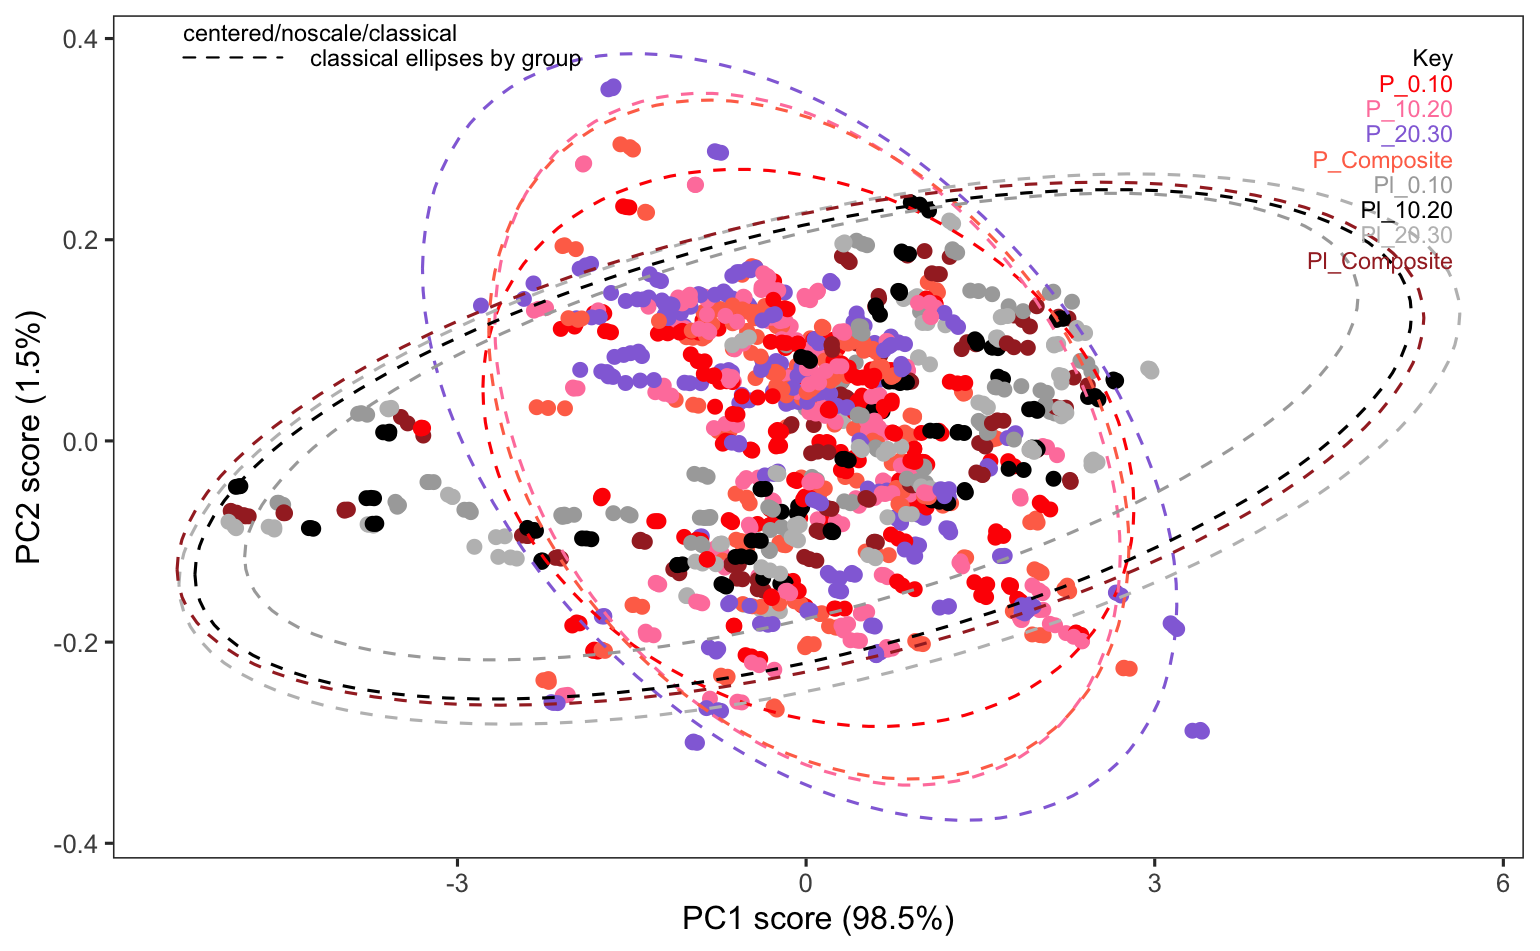 centered/noscale/classical
classical ellipses by group
Key
P_0.10
P_10.20
P_20.30
P_Composite
Pl_0.10
Pl_10.20
Pl_20.30
Pl_Composite
0.4
0.2
0.0
-0.2
-0.4
PC2 score (1.5%)
-3
0
3
6
PC1 score (98.5%)